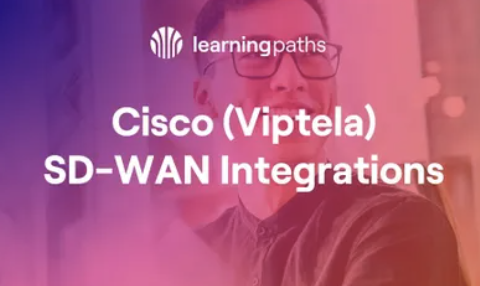 learningpaths
Cisco (Viptela)
SD-WAN Integrations